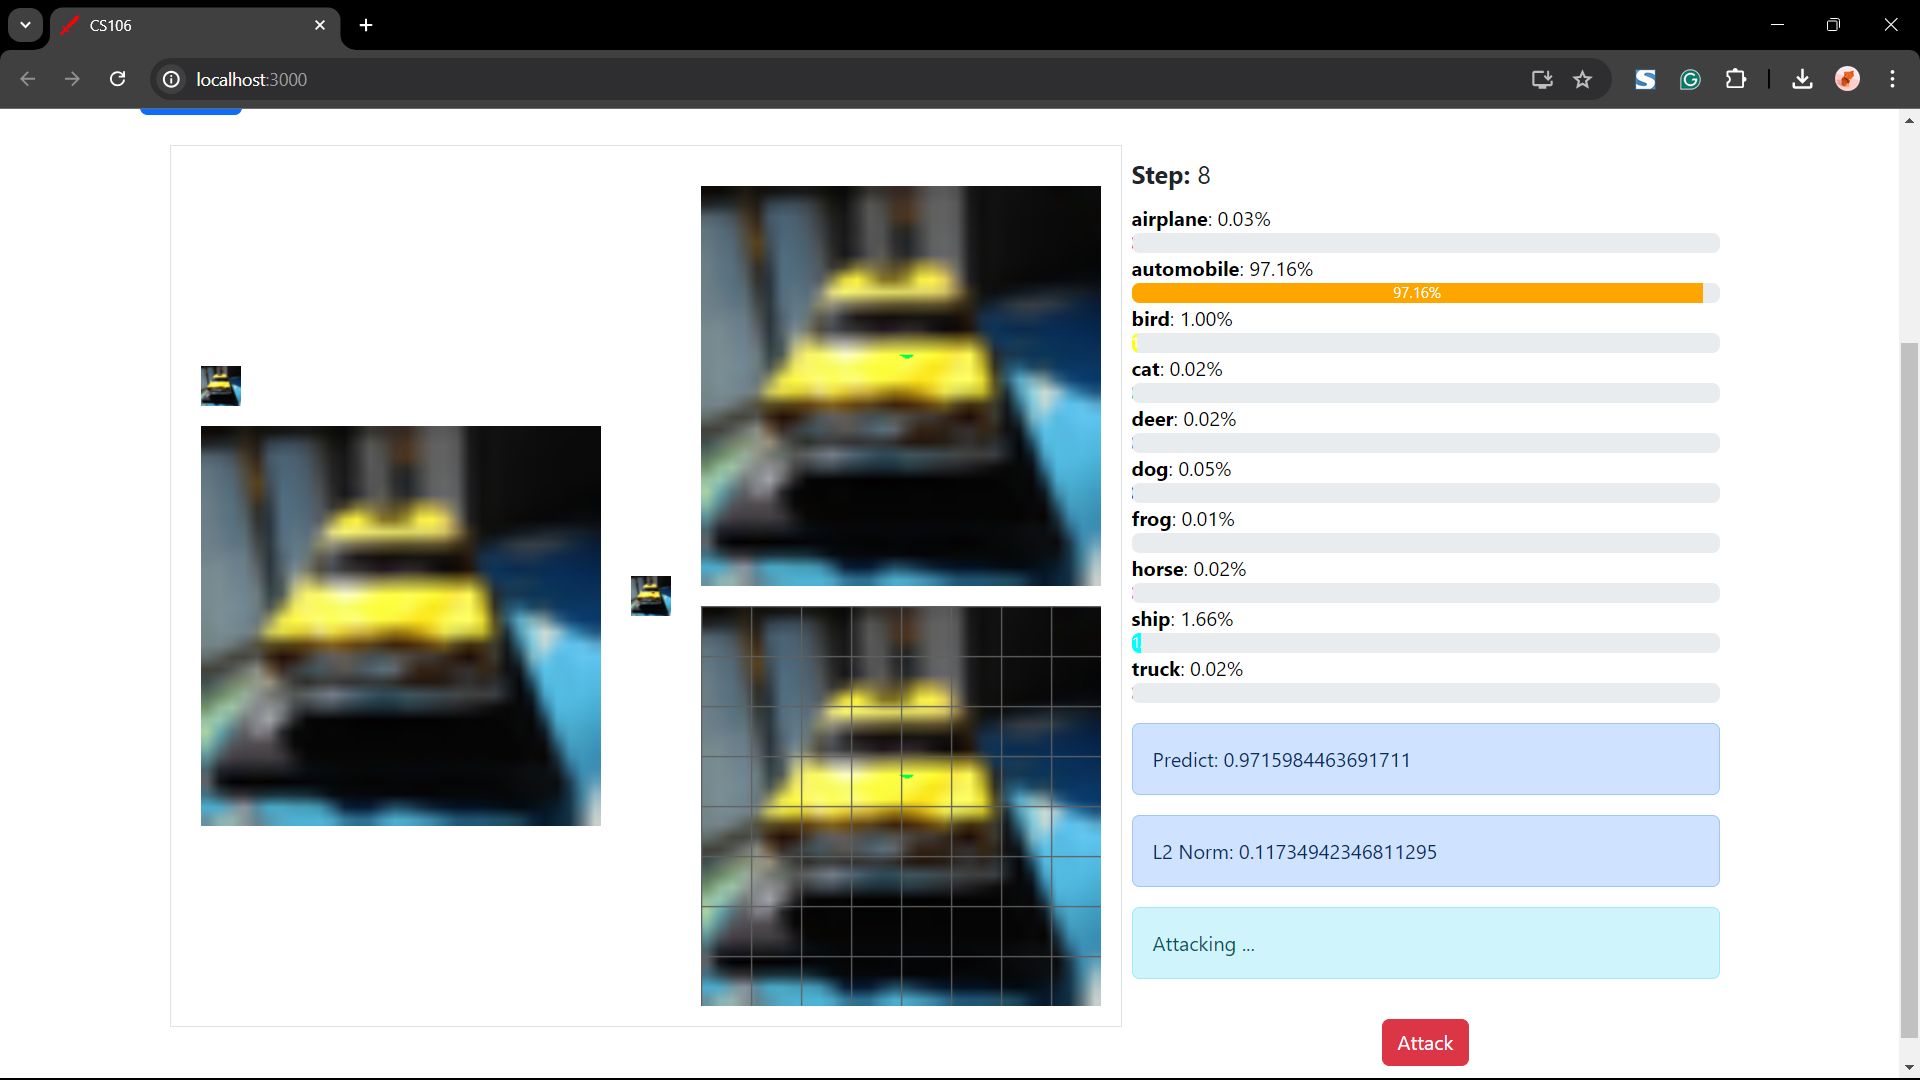 CS106
localhost:3000
Step: 8
airplane: 0.03%
automobile: 97.16%
97.16%
bird: 1.00%
cat: 0.02%
deer: 0.02%
dog: 0.05%
frog: 0.01%
horse: 0.02%
ship: 1.66%
1
truck: 0.02%
Predict: 0.9715984463691711
L2 Norm: 0.11734942346811295
Attacking ...
Attack